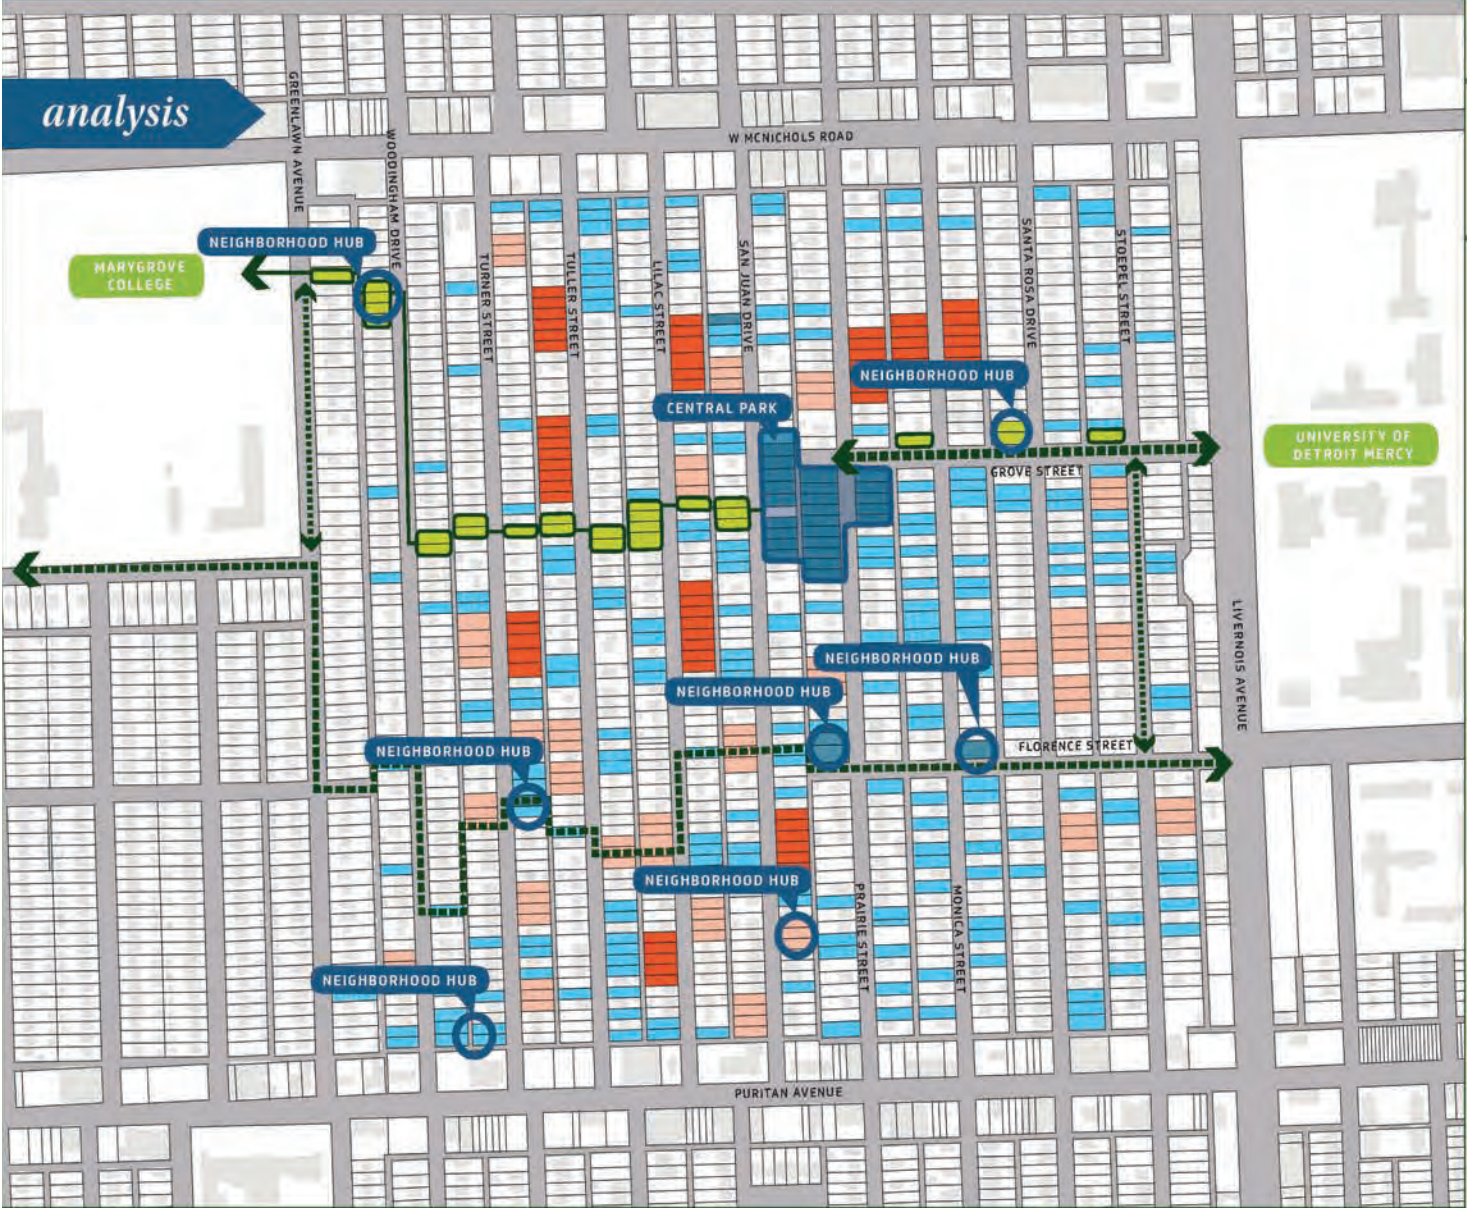 analysis
GREENLAWN AVENUE
WOODINGHAM DRIVE
W MCNICHOLS ROAD
NEIGHBORHOOD HUB
MARYGROVE
COLLEGE
TURNER STREET
TULLER STREET
LILAC STREET
SAN JUAN DRIVE
SANTA ROSA DRIVE
STOEPEL STREET
NEIGHBORHOOD HUB
CENTRAL PARK
UNIVERSITY OF
DETROIT MERCY
GROVE STREET
LIVERNOIS AVENUE
NEIGHBORHOOD HUB
NEIGHBORHOOD HUB
NEIGHBORHOOD HUB
FLORENCE STREET
NEIGHBORHOOD HUB
PRAIRIE STREET
MONICA STREET
NEIGHBORHOOD HUB
PURITAN AVENUE